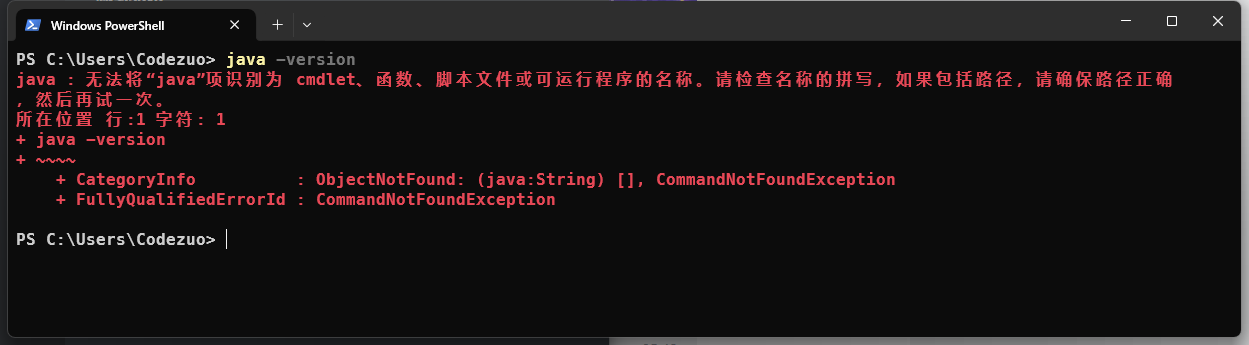 Windows PowerShell
PS C:\Users\Codezuo> java -version
java : 无法将“java”项识别为 cmdlet、函数、脚本文件或可运行程序的名称。请检查名称的拼写，如果包括路径，请确保路径正确
，然后再试一次。
所在位置 行:1 字符: 1
+ java -version
+ ~~~~
    + CategoryInfo          : ObjectNotFound: (java:String) [], CommandNotFoundException
    + FullyQualifiedErrorId : CommandNotFoundException
PS C:\Users\Codezuo>